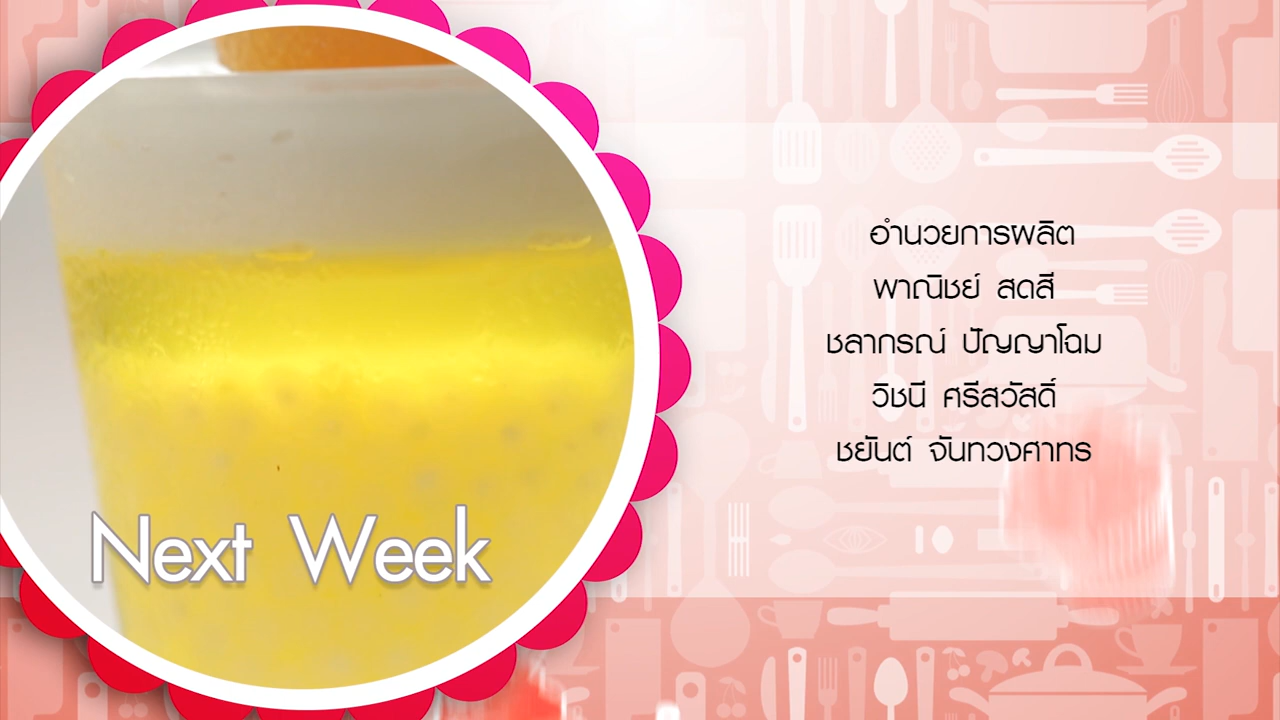 Next Week
อำนวยการผลิต
พาณิชย์ สดสี
ชลากรณ์ ปัญญาโฉม
วิชนี ศรีสวัสดิ์
ชยันต์ จันทวงศาทร